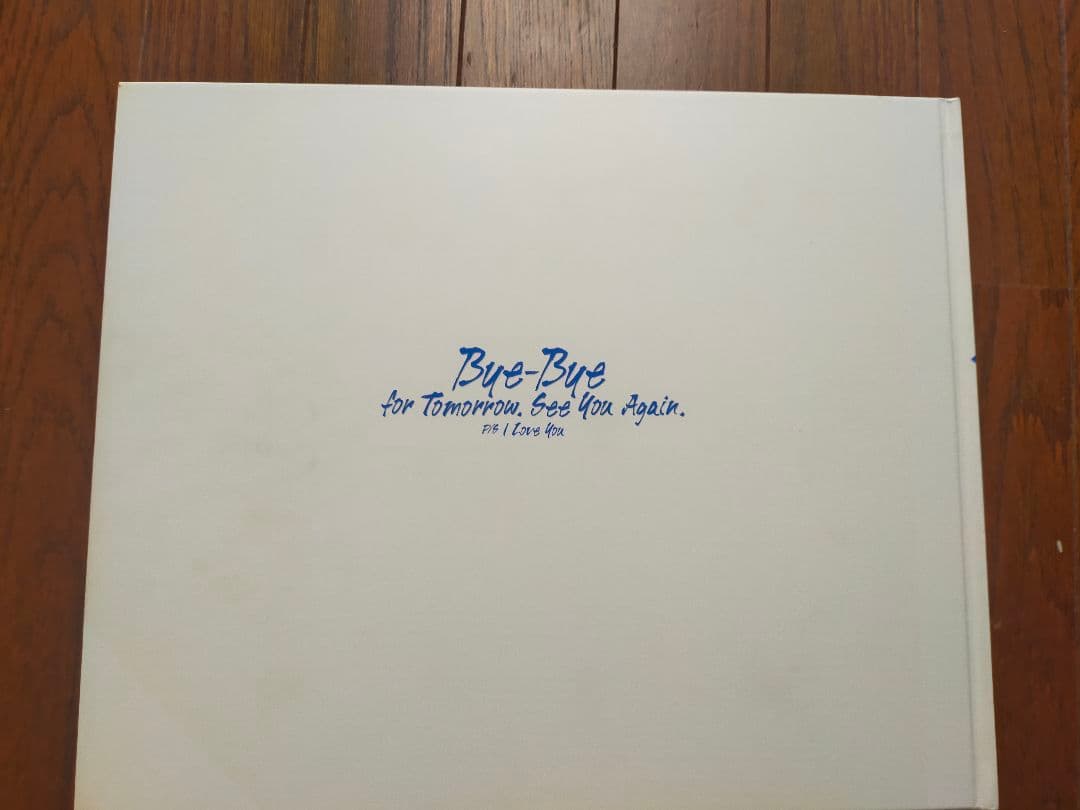 Bye-Bye
for Tomorrow. See You Again.
P/S I Love You